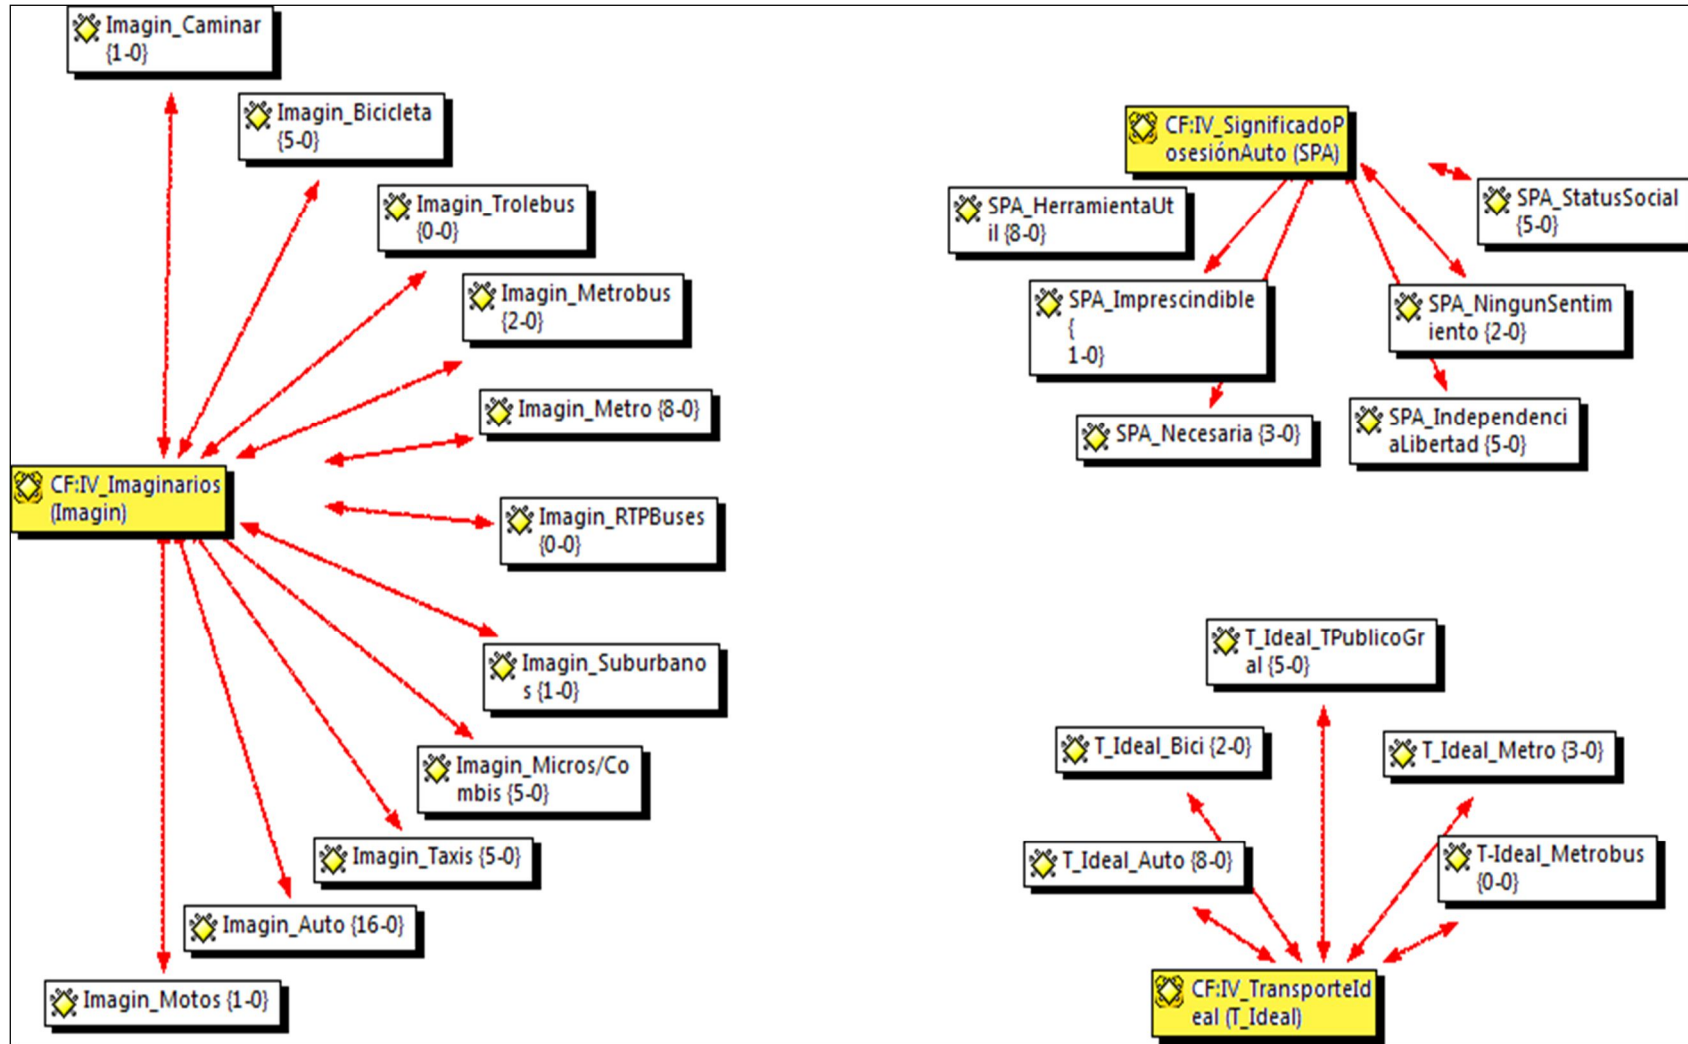 Imagin_Caminar
{1-0}
Imagin_Bicicleta
{5-0}
Imagin_Trolebus
{0-0}
Imagin_Metrobus
{2-0}
Imagin_Metro {8-0}
CF:IV_Imaginarios
(Imagin)
Imagin_RTPBuses
{0-0}
Imagin_Suburbano
s {1-0}
Imagin_Micros/Co
mbis {5-0}
Imagin_Taxis {5-0}
Imagin_Auto {16-0}
Imagin_Motos {1-0}
CF:IV_SignificadoP
osesiónAuto (SPA)
SPA_HerramientaUt
il {8-0}
SPA_StatusSocial
{5-0}
SPA_Imprescindible
{
1-0}
SPA_NingunSentim
iento {2-0}
SPA_Necesaria {3-0}
SPA_Independenci
aLibertad {5-0}
T_Ideal_TPublicoGr
al {5-0}
T_Ideal_Bici {2-0}
T_Ideal_Metro {3-0}
T_Ideal_Auto {8-0}
T-Ideal_Metrobus
{0-0}
CF:IV_TransporteId
eal (T_Ideal)